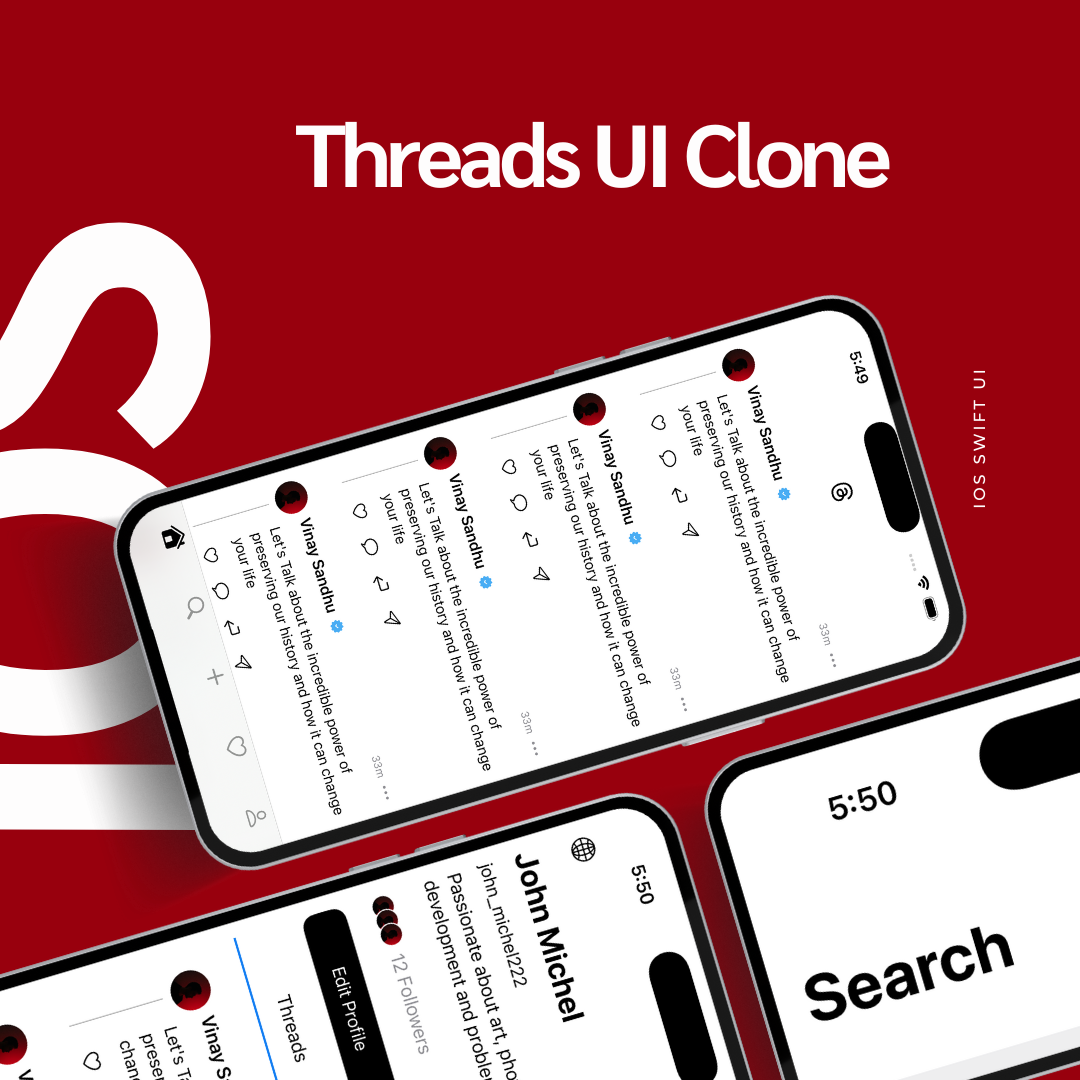 Threads UI Clone
iOS
IOS SWIFT UI
5:49
Vinay Sandhu
33m
Let's Talk about the incredible power of
preserving our history and how it can change
your life
Vinay Sandhu
33m
Let's Talk about the incredible power of
preserving our history and how it can change
your life
Vinay Sandhu
33m
Let's Talk about the incredible power of
preserving our history and how it can change
your life
Vinay Sandhu
33m
Let's Talk about the incredible power of
preserving our history and how it can change
your life
5:50
John Michel
john_michel222
Passionate about art, pho
development and proble
12 Followers
Edit Profile
Threads
Vinay S
Let's Ta
preser
chan
V
5:50
Search